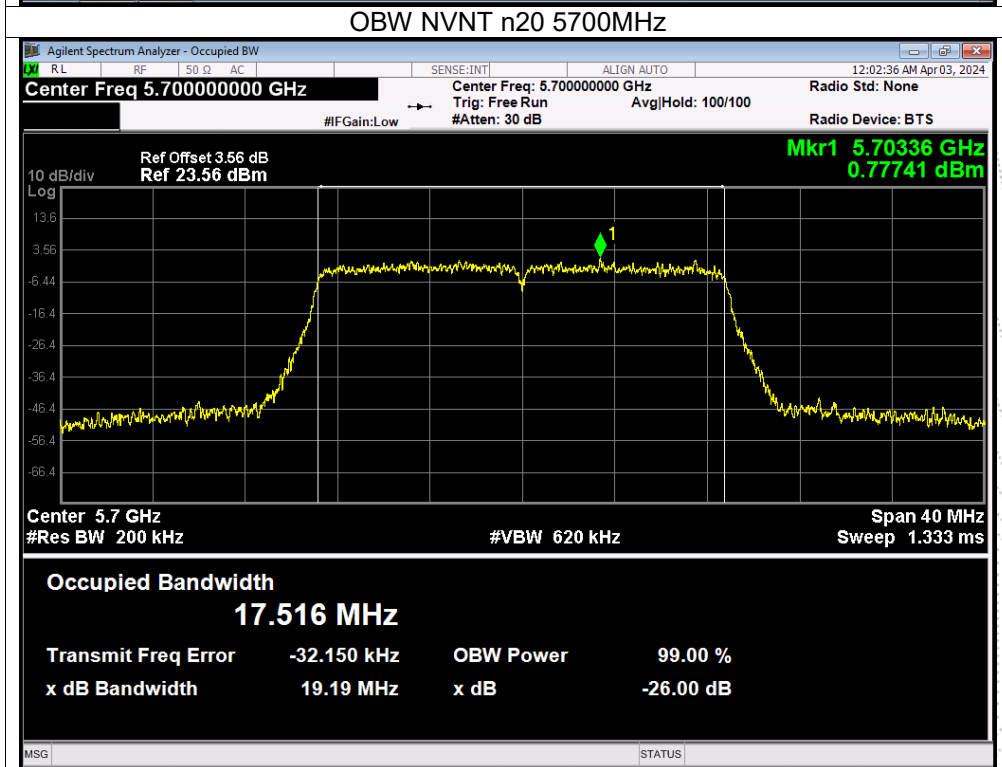 OBW NVNT n20 5700MHz
Agilent Spectrum Analyzer - Occupied BW
LXI RL RF 50 Ω AC SENSE:INT ALIGN AUTO 12:02:36 AM Apr 03, 2024
Center Freq 5.700000000 GHz Center Freq: 5.700000000 GHz Radio Std: None
Trig: Free Run Avg|Hold: 100/100
#IFGain:Low #Atten: 30 dB Radio Device: BTS
Mkr1 5.70336 GHz
0.77741 dBm
Ref Offset 3.56 dB
10 dB/div Ref 23.56 dBm
Log
13.6
1
3.56
-6.44
-16.4
-26.4
-36.4
-46.4
-56.4
-66.4
Center 5.7 GHz Span 40 MHz
#Res BW 200 kHz #VBW 620 kHz Sweep 1.333 ms
Occupied Bandwidth
17.516 MHz
Transmit Freq Error -32.150 kHz OBW Power 99.00 %
x dB Bandwidth 19.19 MHz x dB -26.00 dB
MSG STATUS